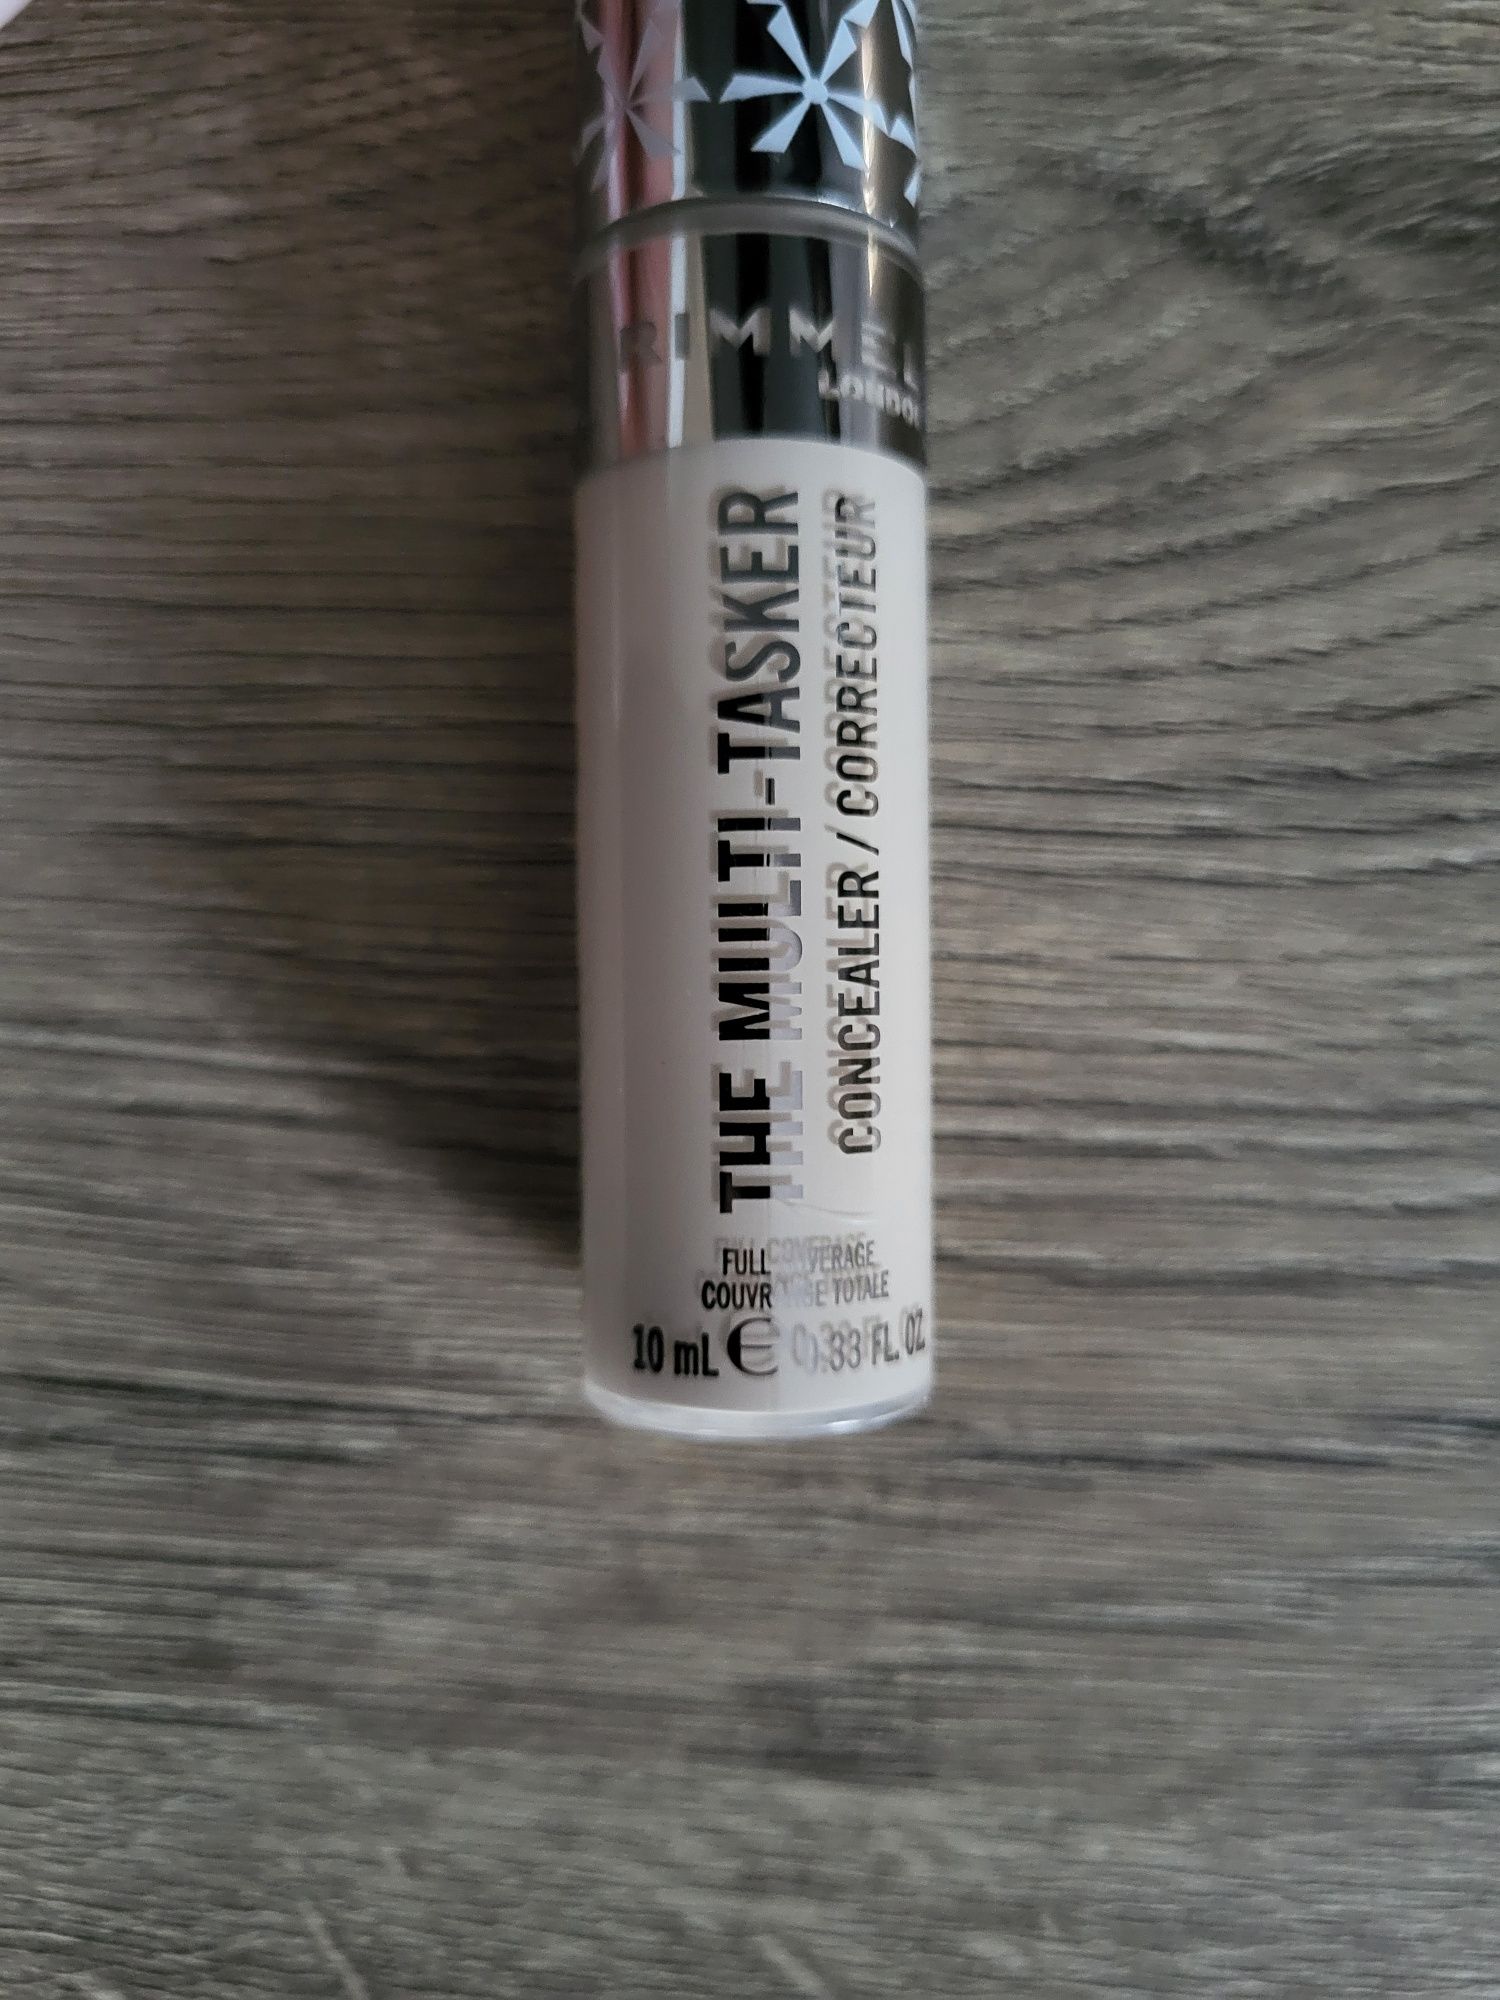 RIMMEL
LONDON
THE MULTI-TASKER
CONCEALER / CORRECTEUR
FULL COVERAGE
COUVRANCE TOTALE
10 mL e 0.33 FL. OZ